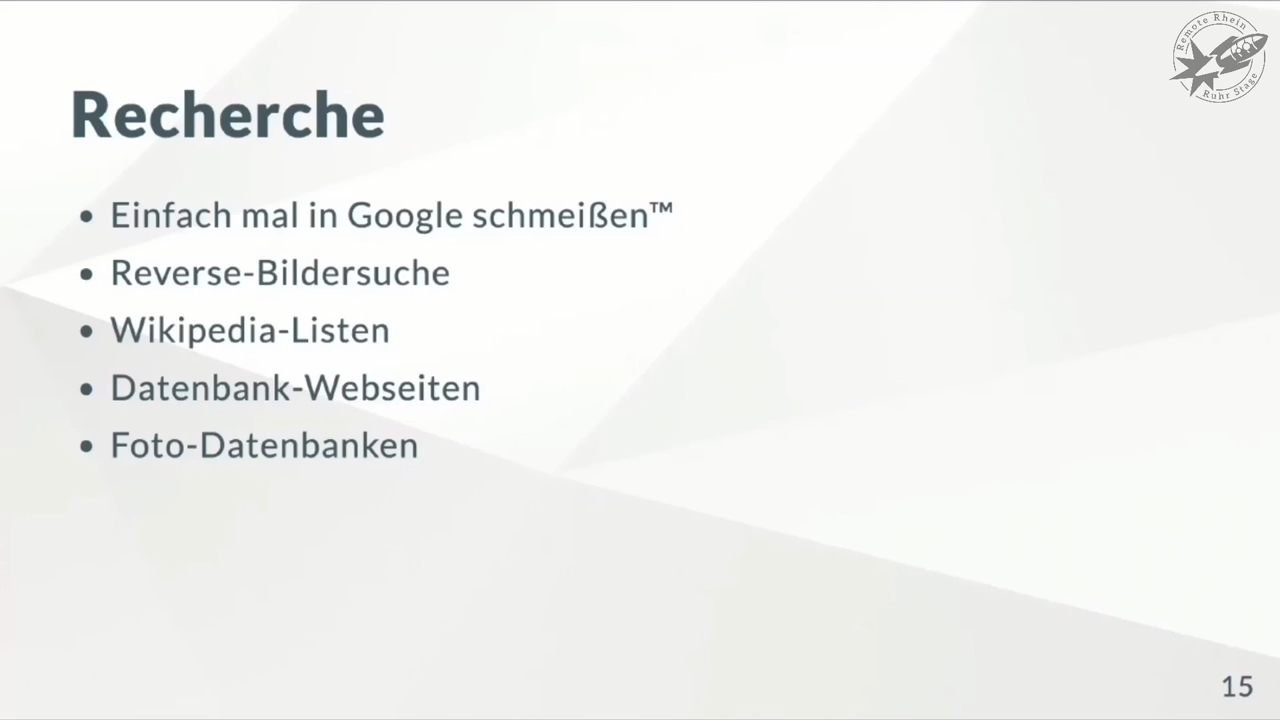 Remote Rhein
Ruhr Stage
Recherche
• Einfach mal in Google schmeißen™
• Reverse-Bildersuche
• Wikipedia-Listen
• Datenbank-Webseiten
• Foto-Datenbanken
15